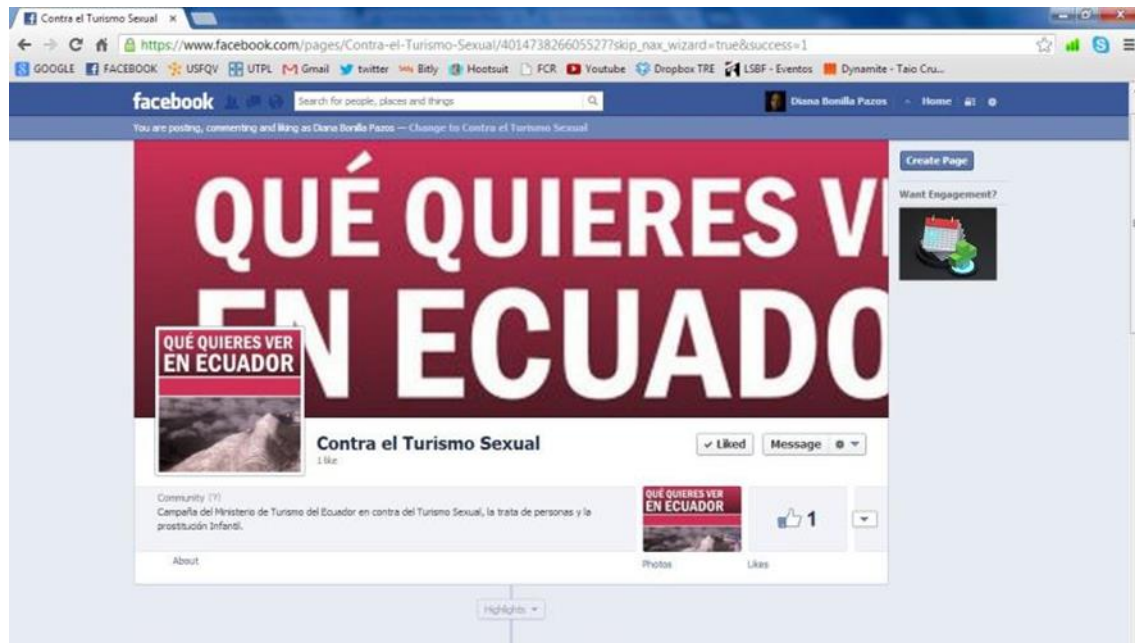 Contra el Turismo Sexual
https://www.facebook.com/pages/Contra-el-Turismo-Sexual/401473826605527?skip_nax_wizard=true&success=1
GOOGLE FACEBOOK USFQV UTPL Gmail twitter Bitly Hootsuit FCR Youtube Dropbox TRE LSBF - Eventos Dynamite - Taio Cru...
facebook Search for people, places and things Diana Bonilla Pazos Home
You are posting, commenting and liking as Diana Bonilla Pazos — Change to Contra el Turismo Sexual
Create Page
Want Engagement?
QUÉ QUIERES V
EN ECUADO
QUÉ QUIERES VER
EN ECUADOR
Contra el Turismo Sexual
1 like
Liked Message
Community
Campaña del Ministerio de Turismo del Ecuador en contra del Turismo Sexual, la trata de personas y la
prostitución Infantil.
About
QUÉ QUIERES VER
EN ECUADOR
1
Photos Likes
Highlights